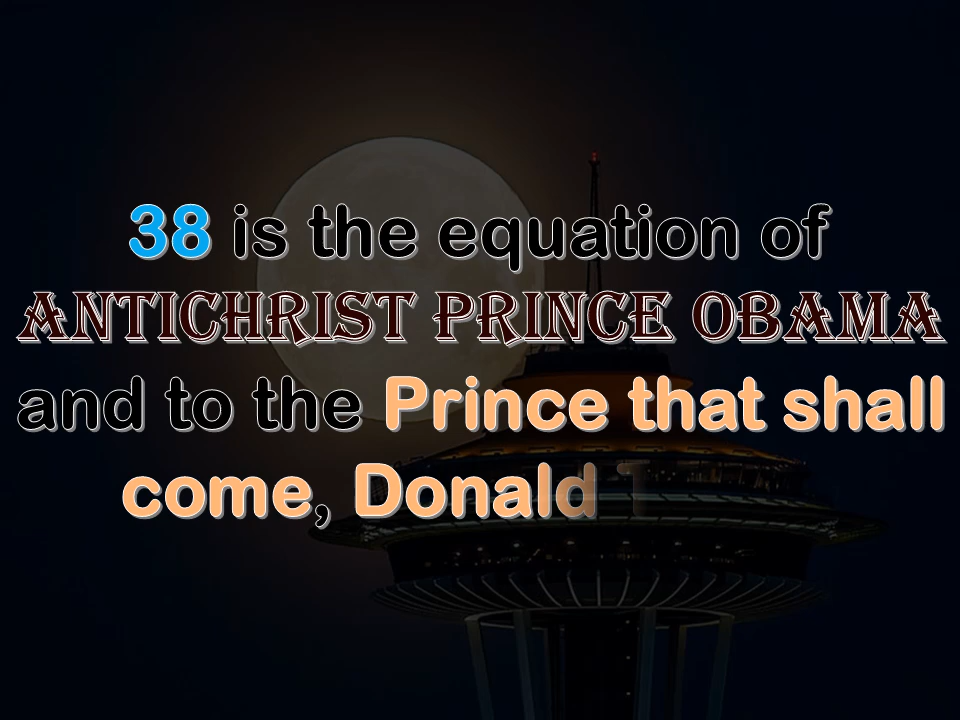 38 is the equation of
ANTICHRIST PRINCE OBAMA
and to the Prince that shall
come, Donald T